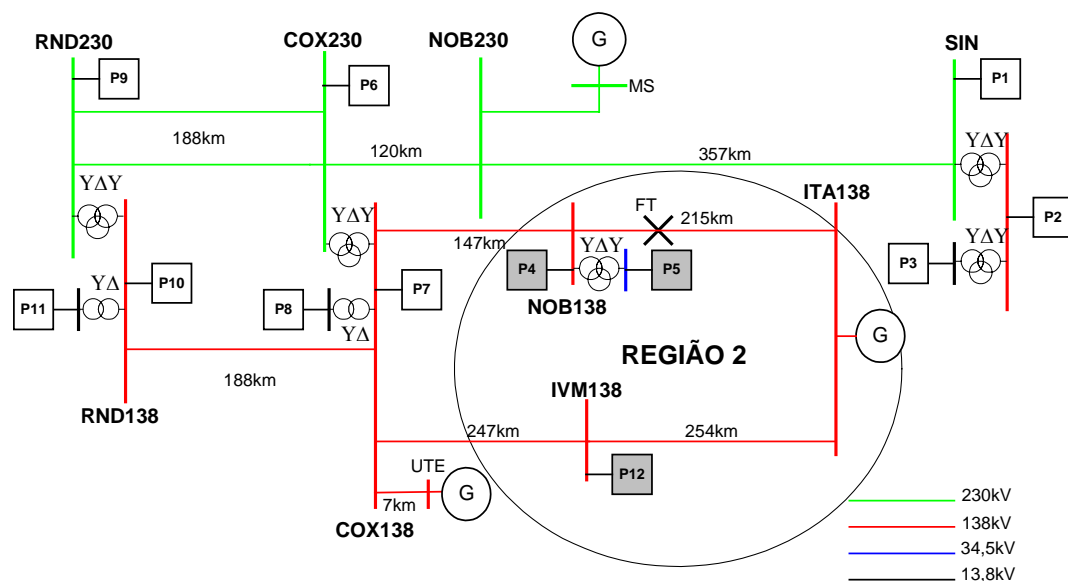 RND230
COX230
NOB230
G
SIN
P9
P6
MS
P1
188km
120km
357km
YΔY
YΔY
ITA138
YΔY
FT
215km
147km
YΔY
P2
P4
P5
P3
YΔY
P10
YΔ
P7
P11
P8
NOB138
YΔ
G
REGIÃO 2
188km
IVM138
RND138
247km
254km
UTE
P12
G
7km
COX138
230kV
138kV
34,5kV
13,8kV